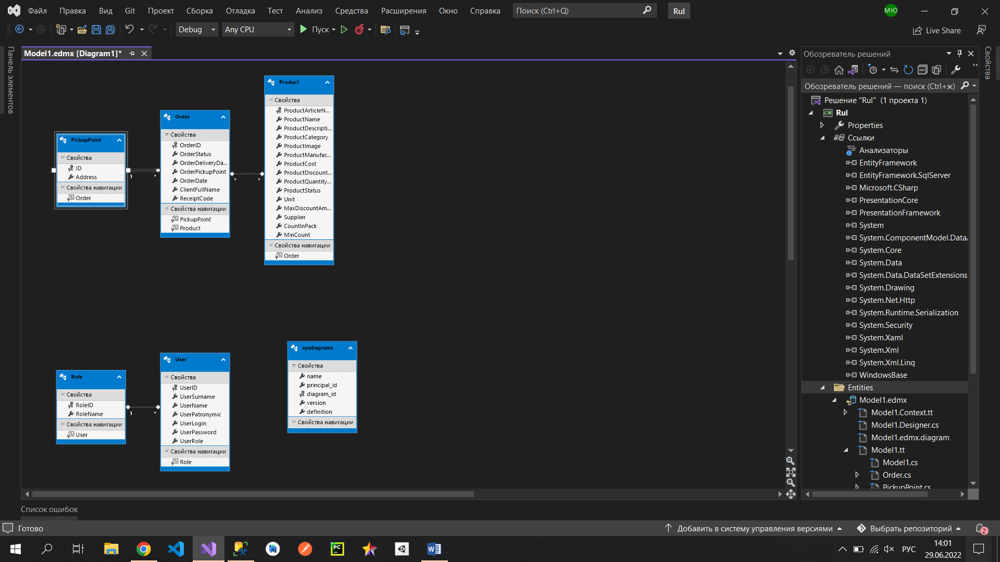 Файл Правка Вид Git Проект Сборка Отладка Тест Анализ Средства Расширения Окно Справка Поиск (Ctrl+Q) Rul МЮ
Debug Any CPU Пуск Live Share
Панель элементов
Model1.edmx [Diagram1]*
Product
Свойства
ProductArticleN...
ProductName
ProductDescripti...
ProductCategory
ProductImage
ProductManufac...
ProductCost
ProductDiscount...
ProductQuantity...
ProductStatus
Unit
MaxDiscountAm...
Supplier
CountInPack
MinCount
Свойства навигации
Order
Order
Свойства
OrderID
OrderStatus
OrderDeliveryDa...
OrderPickupPoint
OrderDate
ClientFullName
ReceiptCode
Свойства навигации
PickupPoint
Product
PickupPoint
Свойства
ID
Address
Свойства навигации
Order
1 *
* *
Role
Свойства
RoleID
RoleName
Свойства навигации
User
1 *
User
Свойства
UserID
UserSurname
UserName
UserPatronymic
UserLogin
UserPassword
UserRole
Свойства навигации
Role
sysdiagrams
Свойства
name
principal_id
diagram_id
version
definition
Свойства навигации
Обозреватель решений
Обозреватель решений — поиск (Ctrl+ж)
Решение "Rul" (1 проекта 1)
Rul
Properties
Ссылки
Анализаторы
EntityFramework
EntityFramework.SqlServer
Microsoft.CSharp
PresentationCore
PresentationFramework
System
System.ComponentModel.Data
System.Core
System.Data
System.Data.DataSetExtensions
System.Drawing
System.Net.Http
System.Runtime.Serialization
System.Security
System.Xaml
System.Xml
System.Xml.Linq
WindowsBase
Entities
Model1.edmx
Model1.Context.tt
Model1.Designer.cs
Model1.edmx.diagram
Model1.tt
Model1.cs
Order.cs
PickupPoint.cs
Свойства
Список ошибок
Готово Добавить в систему управления версиями Выбрать репозиторий 2
PC
РУС
14:01
29.06.2022